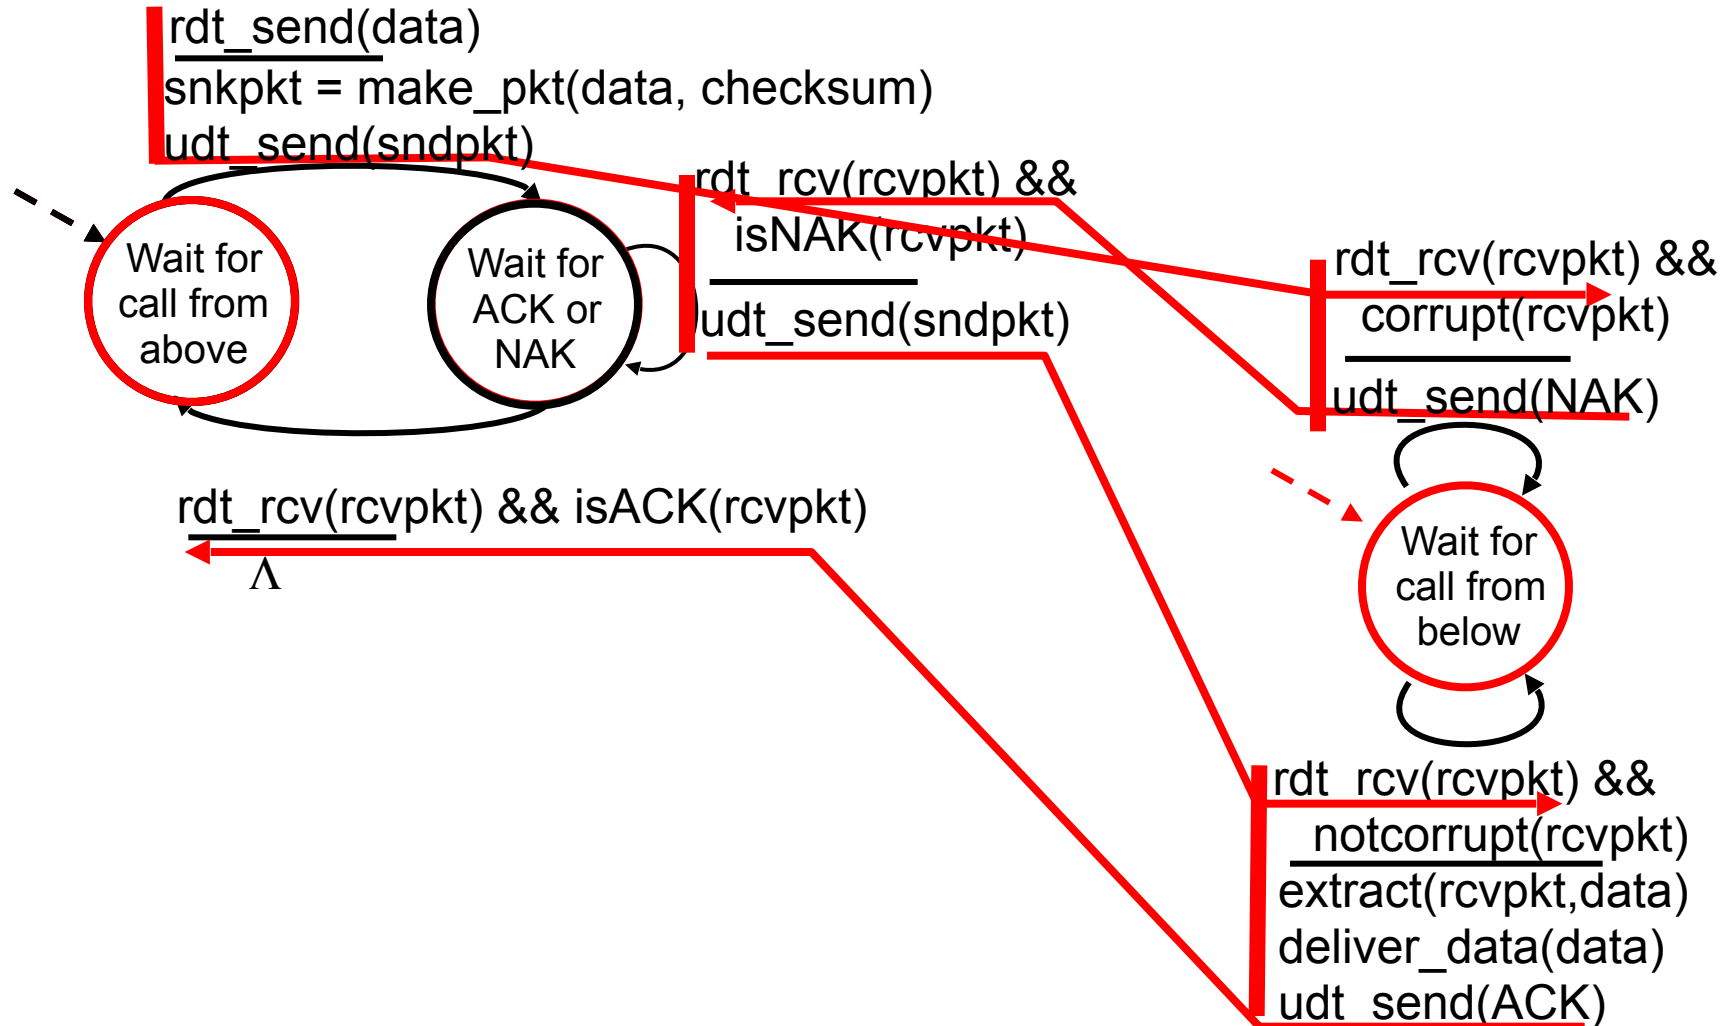 rdt_send(data)
snkpkt = make_pkt(data, checksum)
udt_send(sndpkt)
rdt_rcv(rcvpkt) &&
isNAK(rcvpkt)
udt_send(sndpkt)
Wait for
call from
above
Wait for
ACK or
NAK
rdt_rcv(rcvpkt) && isACK(rcvpkt)
Λ
rdt_rcv(rcvpkt) &&
corrupt(rcvpkt)
udt_send(NAK)
Wait for
call from
below
rdt_rcv(rcvpkt) &&
notcorrupt(rcvpkt)
extract(rcvpkt,data)
deliver_data(data)
udt_send(ACK)